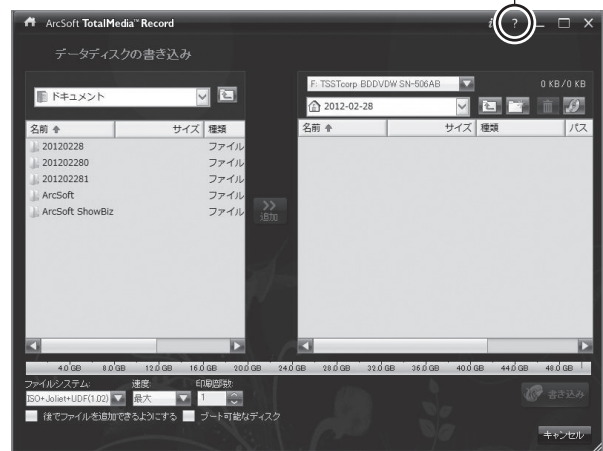 ArcSoft TotalMedia™ Record
i ?
データディスクの書き込み
ドキュメント
名前 サイズ 種類
20120228 ファイル
201202280 ファイル
201202281 ファイル
ArcSoft ファイル
ArcSoft ShowBiz ファイル
>>
追加
F: TSSTcorp BDDVDW SN-506AB
0 KB/0 KB
2012-02-28
名前 サイズ 種類 パス
4.0 GB 8.0 GB 12.0 GB 16.0 GB 20.0 GB 24.0 GB 28.0 GB 32.0 GB 36.0 GB 40.0 GB 44.0 GB 48.0 GB
ファイルシステム: 速度: 印刷部数:
ISO+Joliet+UDF(1.02) 最大 1
後でファイルを追加できるようにする ブート可能なディスク
書き込み
キャンセル